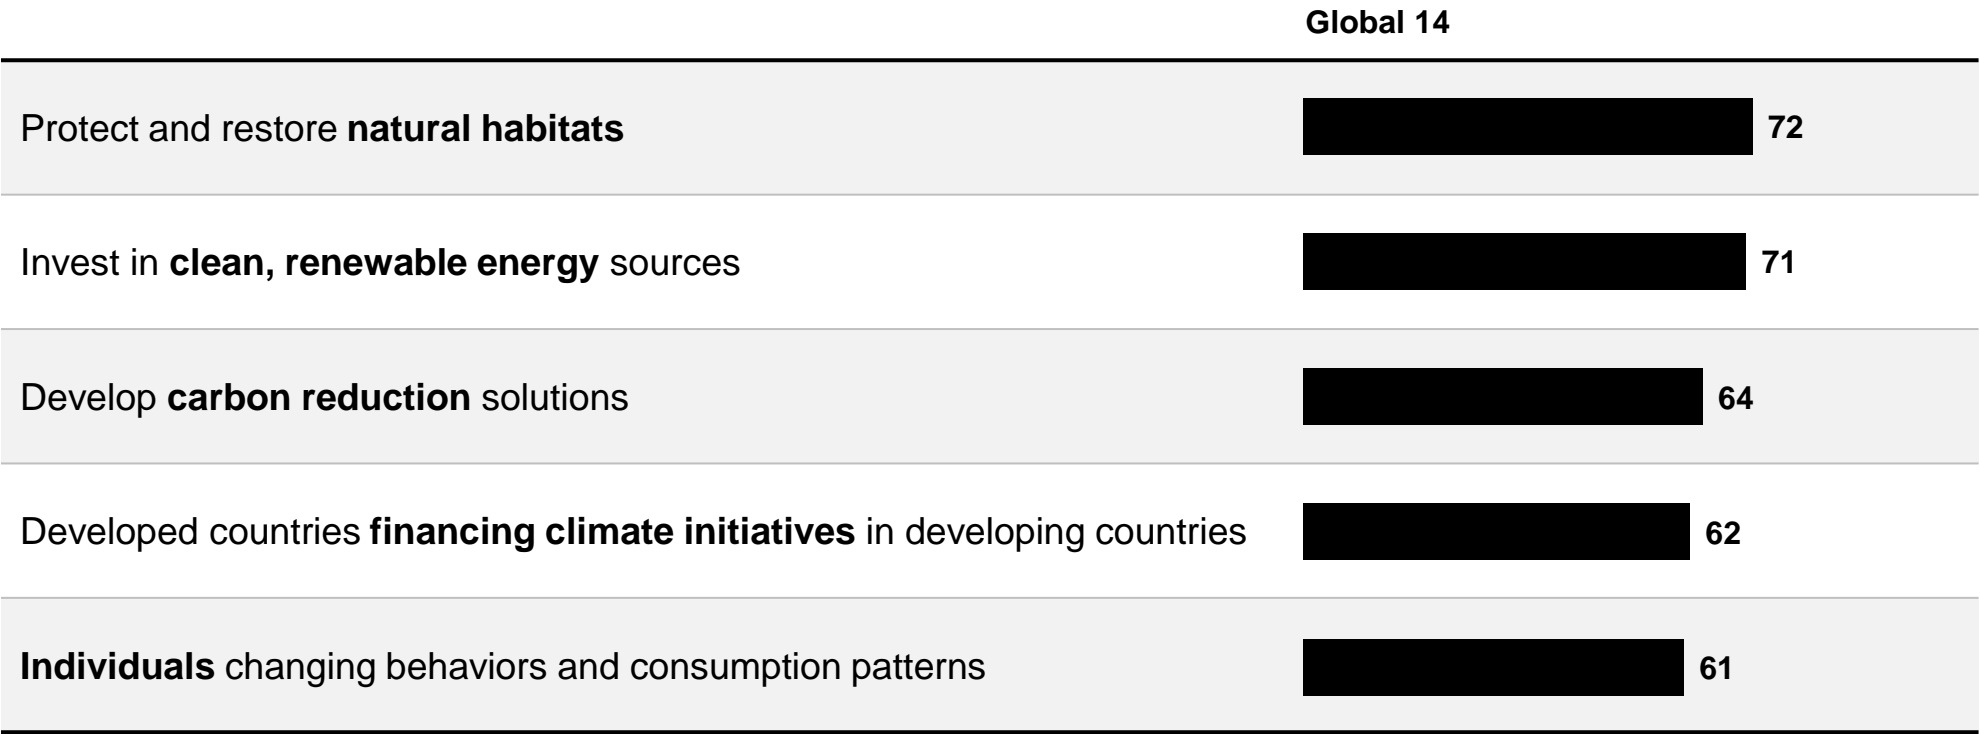 Global 14
Protect and restore natural habitats 72
Invest in clean, renewable energy sources 71
Develop carbon reduction solutions 64
Developed countries financing climate initiatives in developing countries 62
Individuals changing behaviors and consumption patterns 61